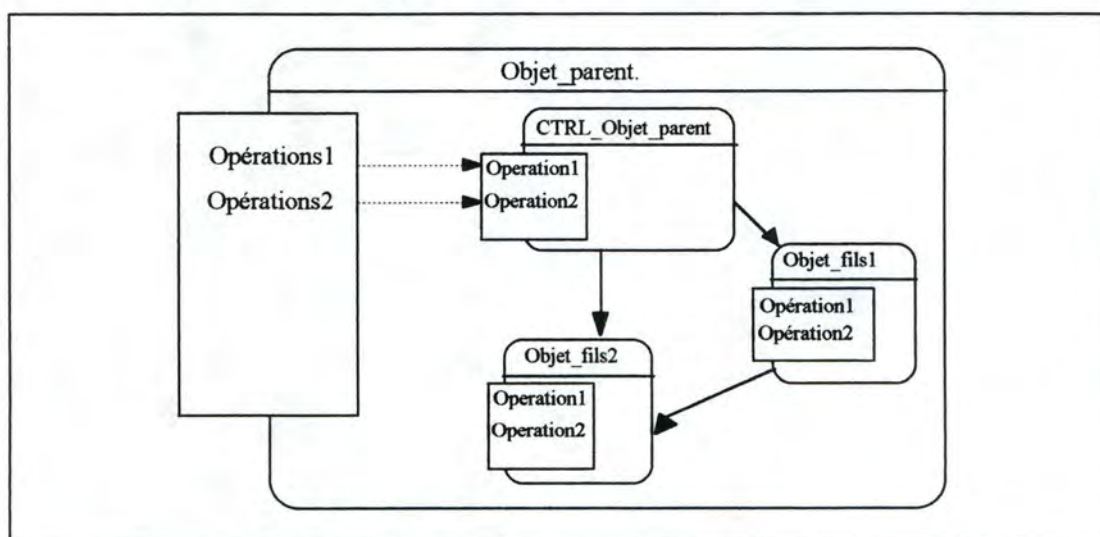 Objet_parent.
Opérations1
Opérations2
CTRL_Objet_parent
Operation1
Operation2
Objet_fils1
Opération1
Opération2
Objet_fils2
Operation1
Operation2